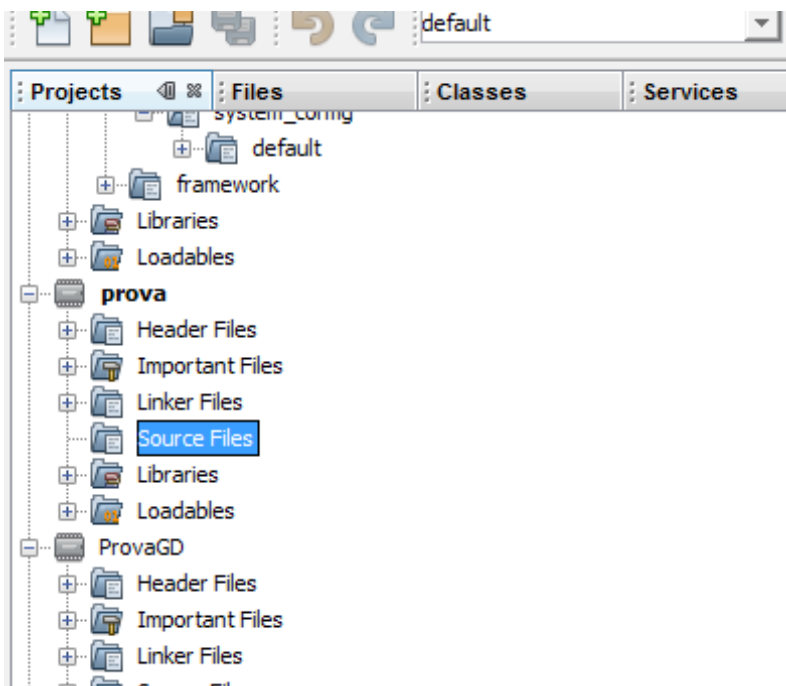 default
Projects Files Classes Services
system_config
default
framework
Libraries
Loadables
prova
Header Files
Important Files
Linker Files
Source Files
Libraries
Loadables
ProvaGD
Header Files
Important Files
Linker Files